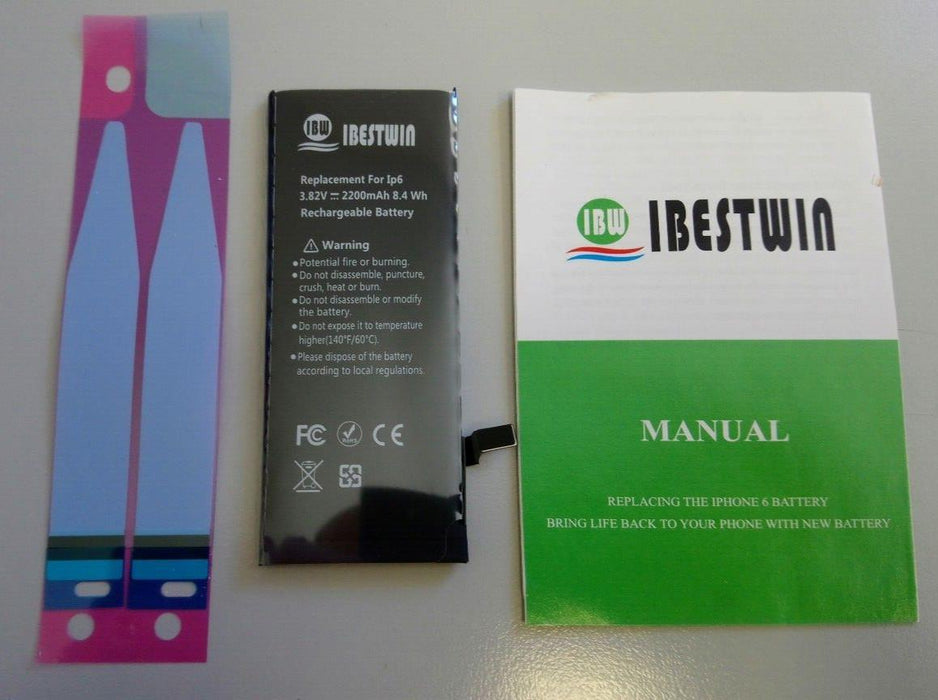 IBW IBESTWIN
Replacement For Ip6
3.82V ⎓ 2200mAh 8.4 Wh
Rechargeable Battery
⚠ Warning
•Potential fire or burning.
•Do not disassemble, puncture,
crush, heat or burn.
•Do not disassemble or modify
the battery.
•Do not expose it to temperature
higher(140°F/60°C).
•Please dispose of the battery
according to local regulations.
FC RoHS CE
IBW IBESTWIN
MANUAL
REPLACING THE IPHONE 6 BATTERY
BRING LIFE BACK TO YOUR PHONE WITH NEW BATTERY